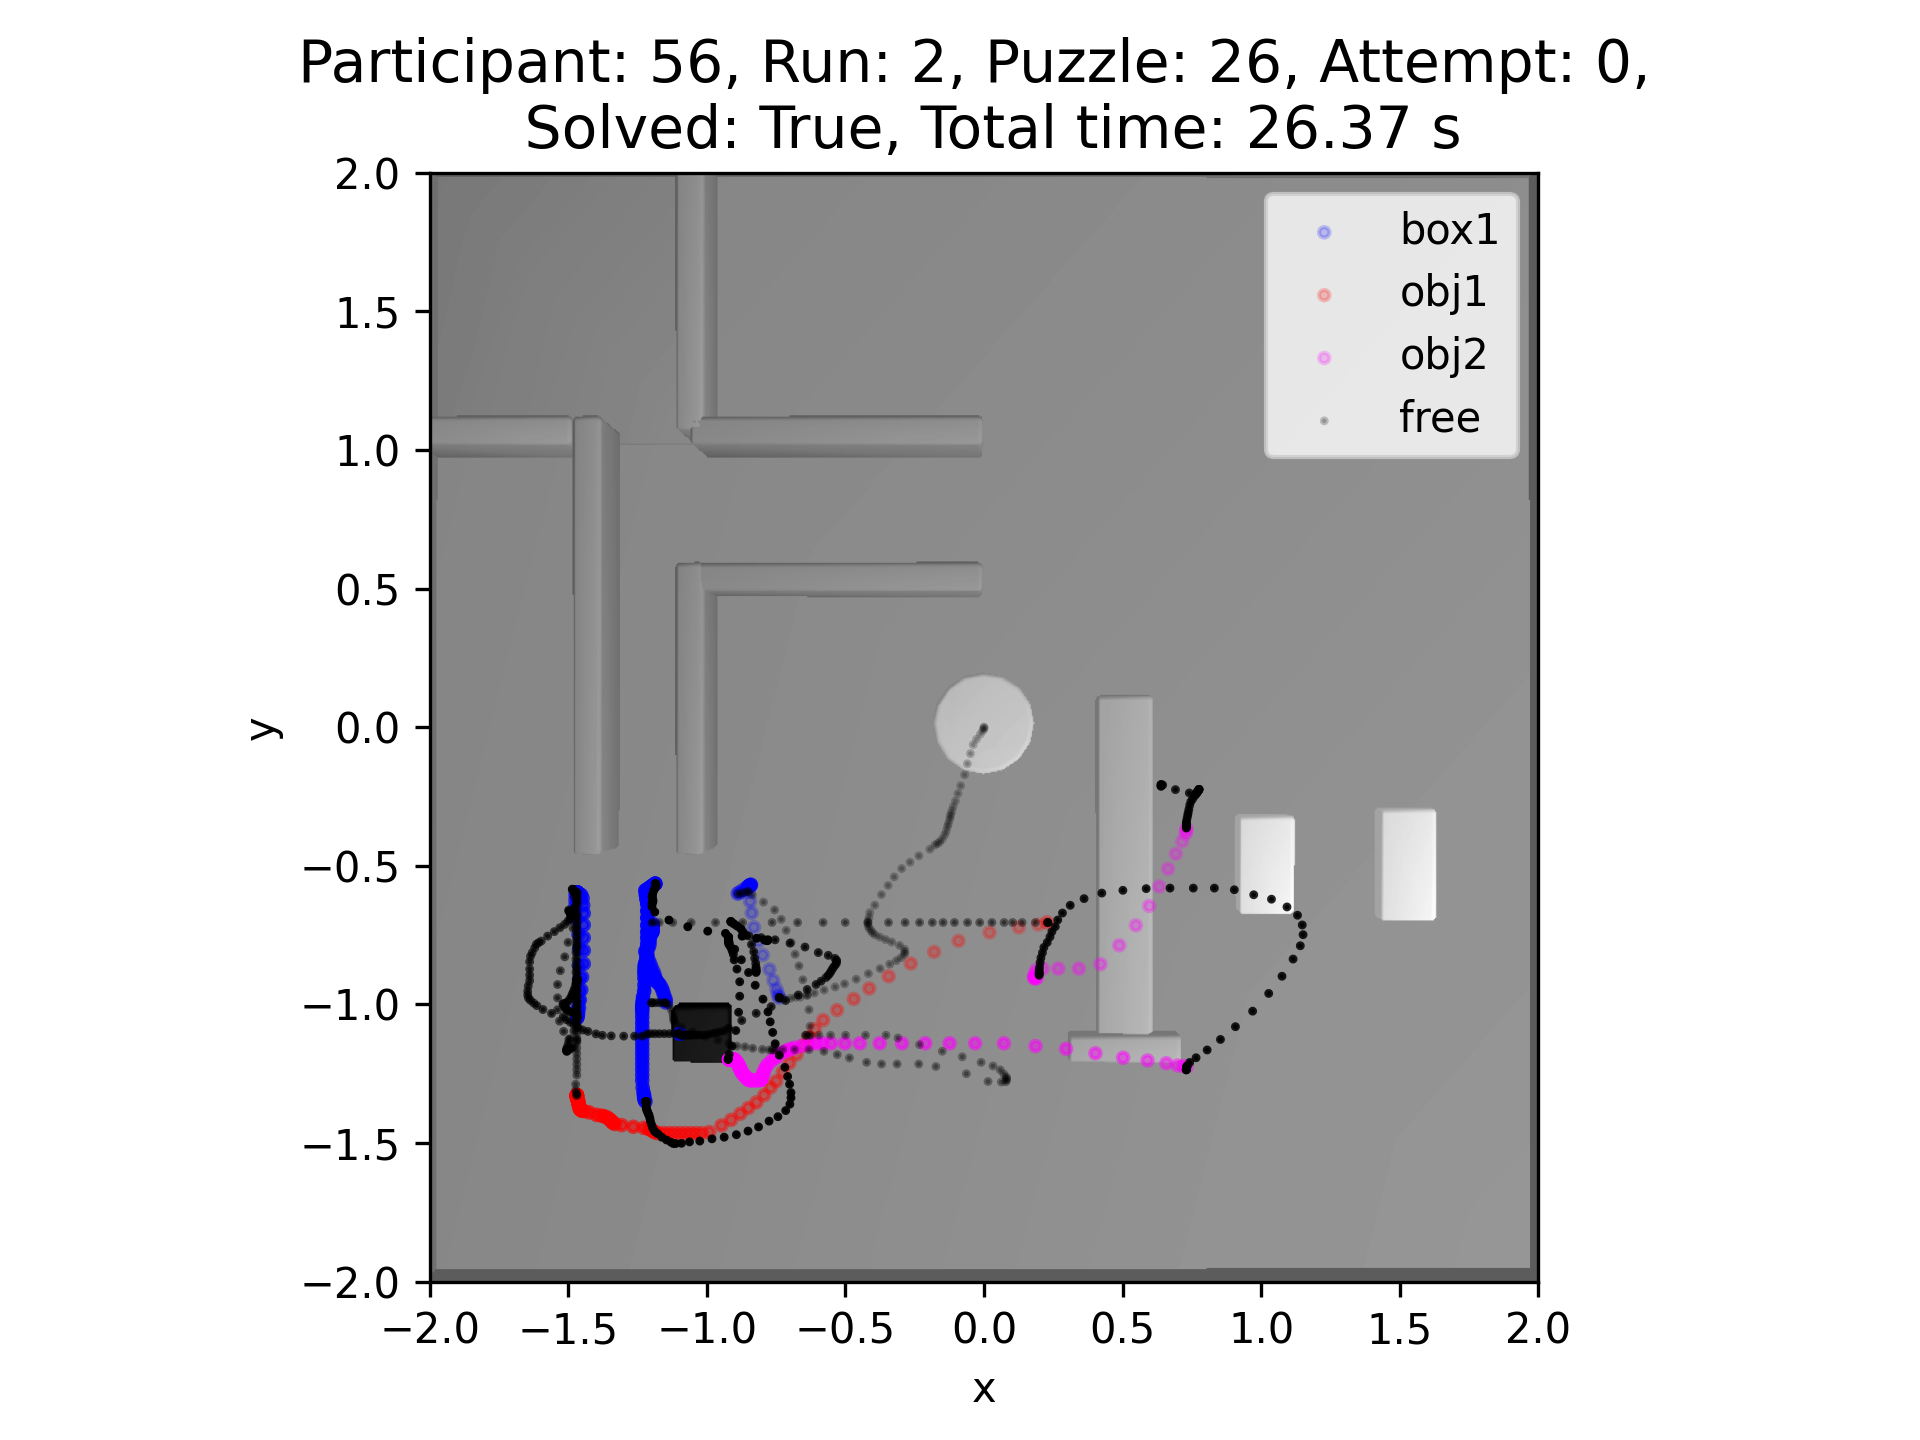 Participant: 56, Run: 2, Puzzle: 26, Attempt: 0,
Solved: True, Total time: 26.37 s
2.0
1.5
1.0
0.5
0.0
−0.5
−1.0
−1.5
−2.0
y
box1
obj1
obj2
free
−2.0 −1.5 −1.0 −0.5 0.0 0.5 1.0 1.5 2.0
x